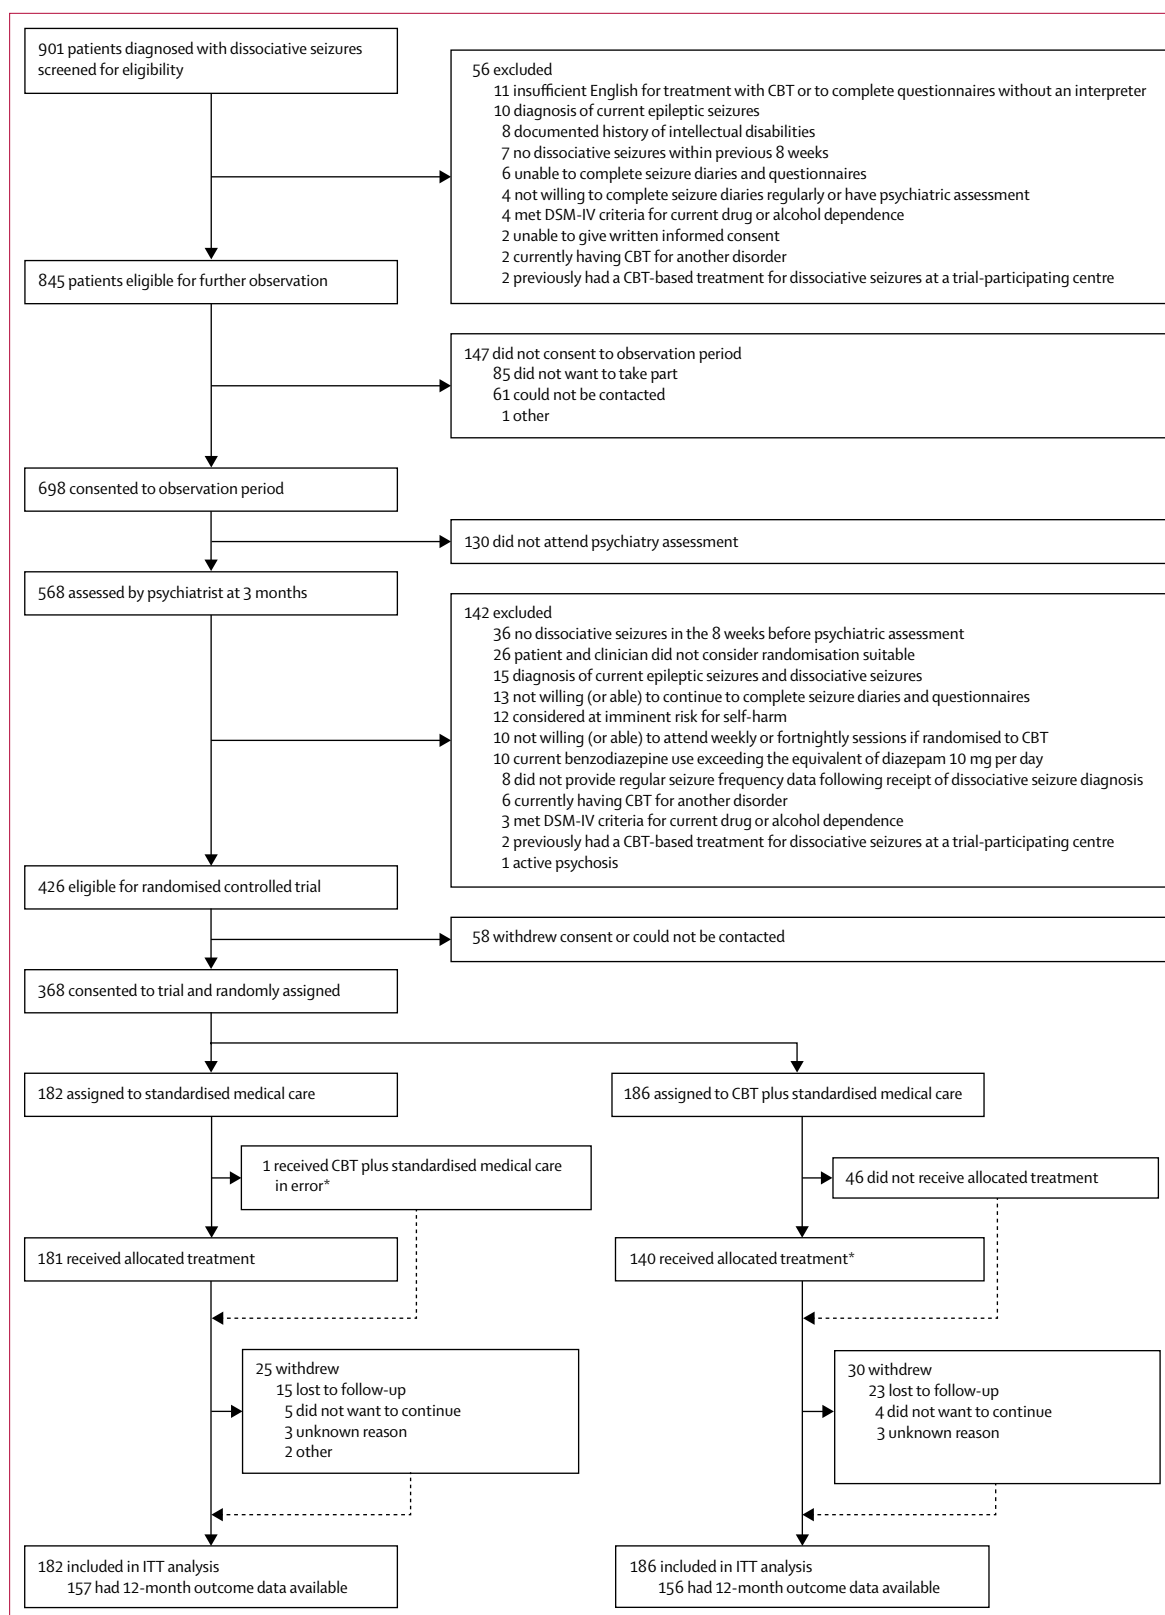 901 patients diagnosed with dissociative seizures
screened for eligibility
56 excluded
11 insufficient English for treatment with CBT or to complete questionnaires without an interpreter
10 diagnosis of current epileptic seizures
8 documented history of intellectual disabilities
7 no dissociative seizures within previous 8 weeks
6 unable to complete seizure diaries and questionnaires
4 not willing to complete seizure diaries regularly or have psychiatric assessment
4 met DSM-IV criteria for current drug or alcohol dependence
2 unable to give written informed consent
2 currently having CBT for another disorder
2 previously had a CBT-based treatment for dissociative seizures at a trial-participating centre
845 patients eligible for further observation
147 did not consent to observation period
85 did not want to take part
61 could not be contacted
1 other
698 consented to observation period
130 did not attend psychiatry assessment
568 assessed by psychiatrist at 3 months
142 excluded
36 no dissociative seizures in the 8 weeks before psychiatric assessment
26 patient and clinician did not consider randomisation suitable
15 diagnosis of current epileptic seizures and dissociative seizures
13 not willing (or able) to continue to complete seizure diaries and questionnaires
12 considered at imminent risk for self-harm
10 not willing (or able) to attend weekly or fortnightly sessions if randomised to CBT
10 current benzodiazepine use exceeding the equivalent of diazepam 10 mg per day
8 did not provide regular seizure frequency data following receipt of dissociative seizure diagnosis
6 currently having CBT for another disorder
3 met DSM-IV criteria for current drug or alcohol dependence
2 previously had a CBT-based treatment for dissociative seizures at a trial-participating centre
1 active psychosis
426 eligible for randomised controlled trial
58 withdrew consent or could not be contacted
368 consented to trial and randomly assigned
182 assigned to standardised medical care
186 assigned to CBT plus standardised medical care
1 received CBT plus standardised medical care
in error*
46 did not receive allocated treatment
181 received allocated treatment
140 received allocated treatment*
25 withdrew
15 lost to follow-up
5 did not want to continue
3 unknown reason
2 other
30 withdrew
23 lost to follow-up
4 did not want to continue
3 unknown reason
182 included in ITT analysis
157 had 12-month outcome data available
186 included in ITT analysis
156 had 12-month outcome data available